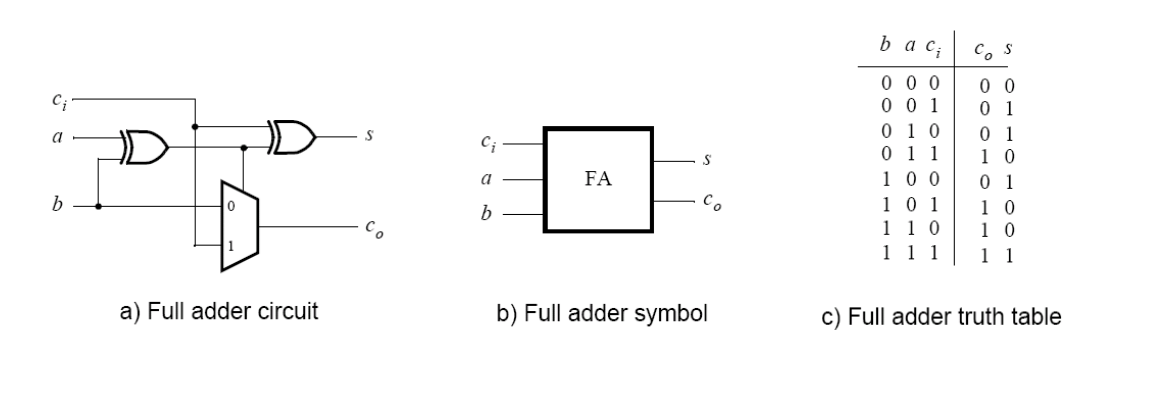 c_i
a
b
0
1
s
c_o
a) Full adder circuit
c_i
a
b
FA
s
c_o
b) Full adder symbol
b a c_i c_o s
0 0 0 0 0
0 0 1 0 1
0 1 0 0 1
0 1 1 1 0
1 0 0 0 1
1 0 1 1 0
1 1 0 1 0
1 1 1 1 1
c) Full adder truth table